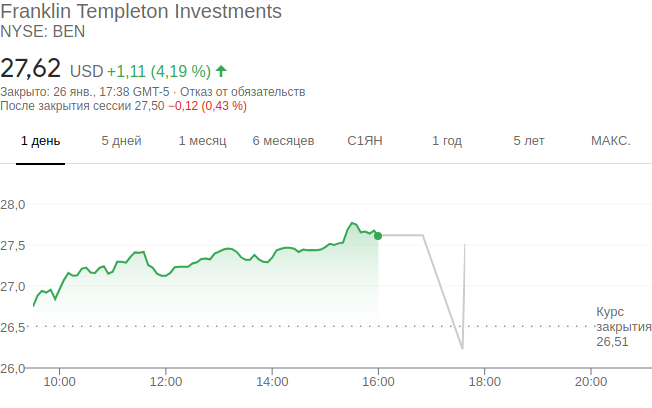 Franklin Templeton Investments
NYSE: BEN
27,62 USD +1,11 (4,19 %)
Закрыто: 26 янв., 17:38 GMT-5 · Отказ от обязательств
После закрытия сессии 27,50 −0,12 (0,43 %)
1 день 5 дней 1 месяц 6 месяцев С1ЯН 1 год 5 лет МАКС.
28,0
27,5
27,0
26,5
26,0
Курс
закрытия
26,51
10:00 12:00 14:00 16:00 18:00 20:00